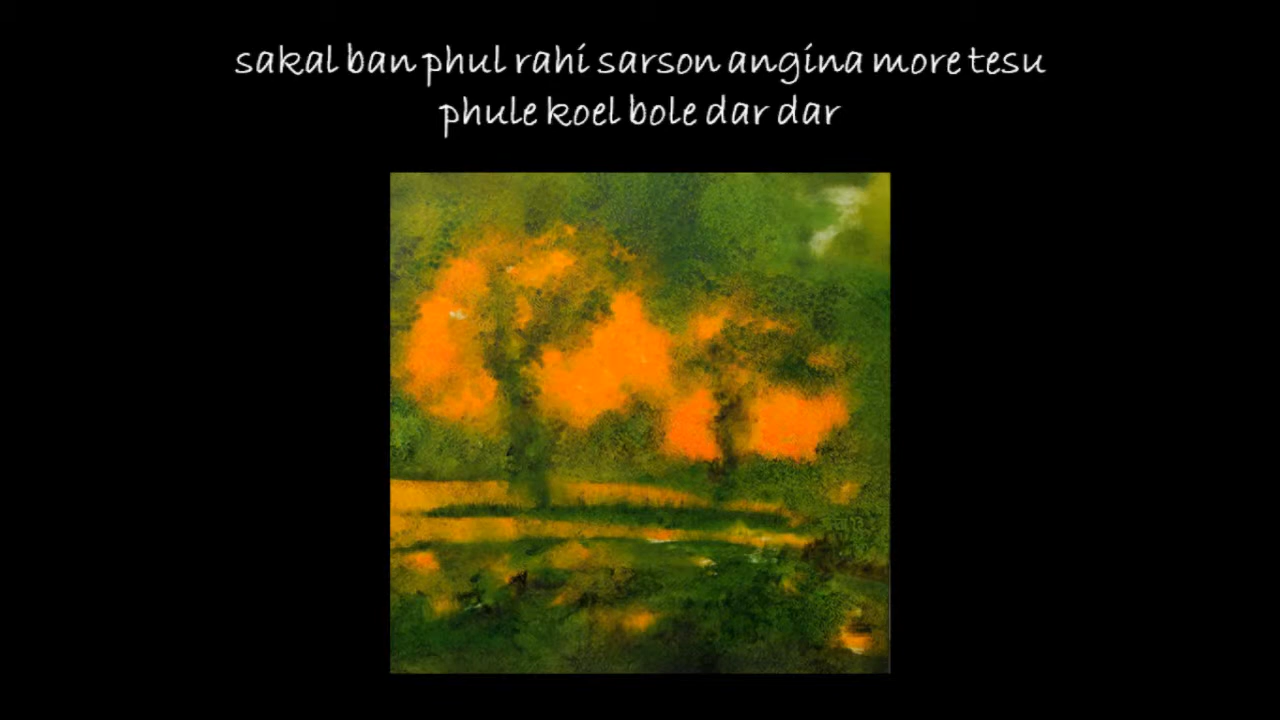 sakal ban phul rahi sarson angina more tesu
phule koel bole dar dar